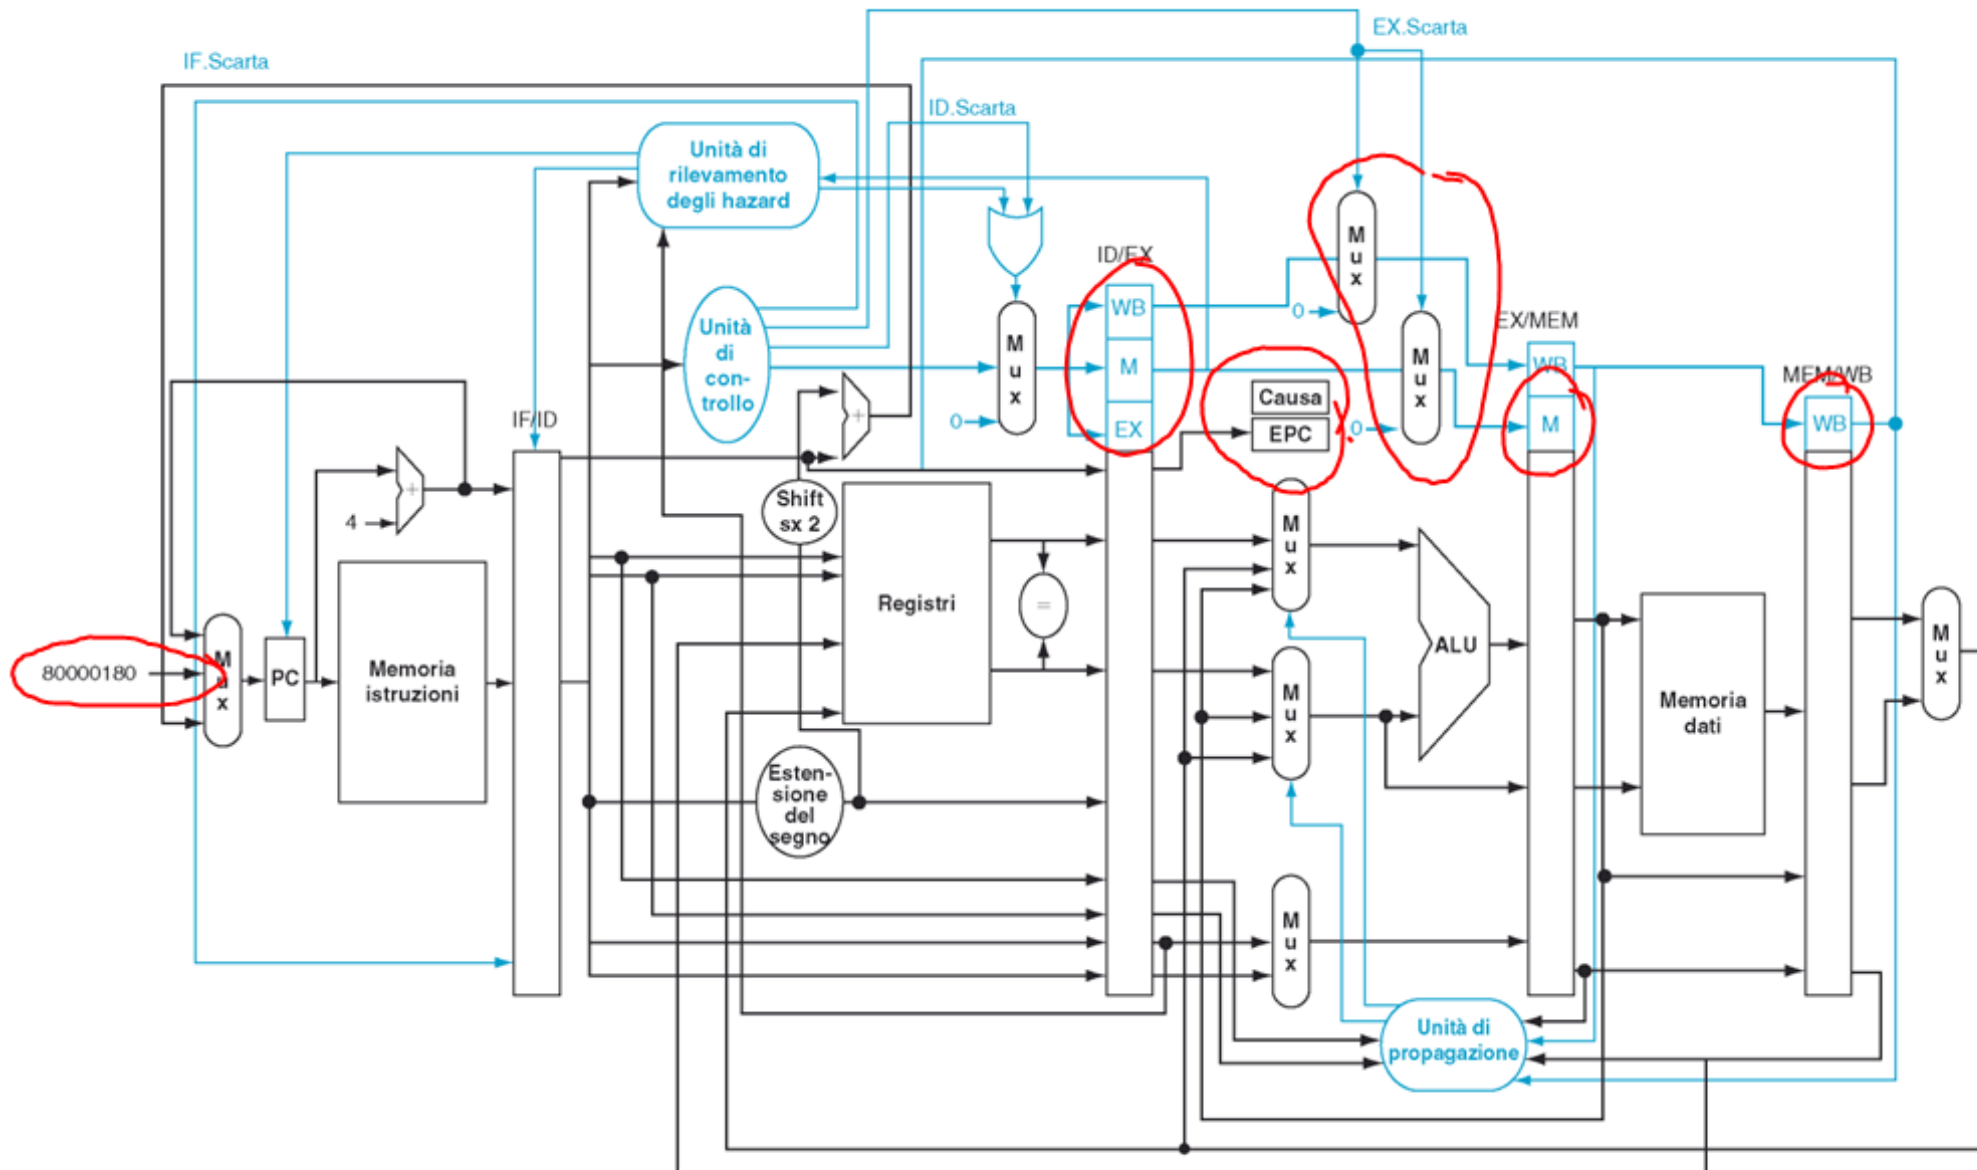 EX.Scarta
IF.Scarta
ID.Scarta
Unità di
rilevamento
degli hazard
ID/EX
M
u
x
0
WB
M
EX
Unità
di
con-
trollo
M
u
x
0
Causa
EPC
M
u
x
0
EX/MEM
WB
M
MEM/WB
WB
IF/ID
+
4
+
Shift
sx 2
Registri
=
M
u
x
ALU
80000180
M
u
x
PC
Memoria
istruzioni
M
u
x
Memoria
dati
M
u
x
Esten-
sione
del
segno
M
u
x
Unità di
propagazione